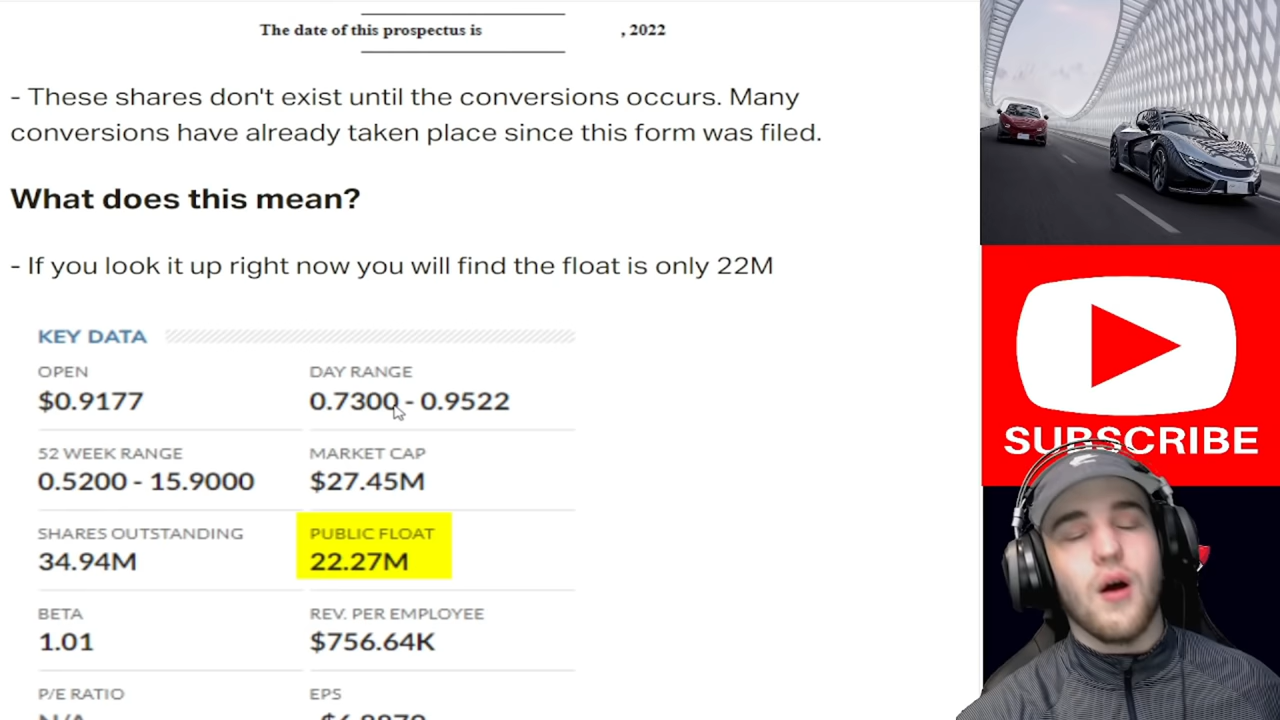 The date of this prospectus is , 2022
- These shares don't exist until the conversions occurs. Many
conversions have already taken place since this form was filed.
What does this mean?
- If you look it up right now you will find the float is only 22M
KEY DATA
OPEN
$0.9177
DAY RANGE
0.7300 - 0.9522
52 WEEK RANGE
0.5200 - 15.9000
MARKET CAP
$27.45M
SHARES OUTSTANDING
34.94M
PUBLIC FLOAT
22.27M
BETA
1.01
REV. PER EMPLOYEE
$756.64K
P/E RATIO
N/A
EPS
SUBSCRIBE